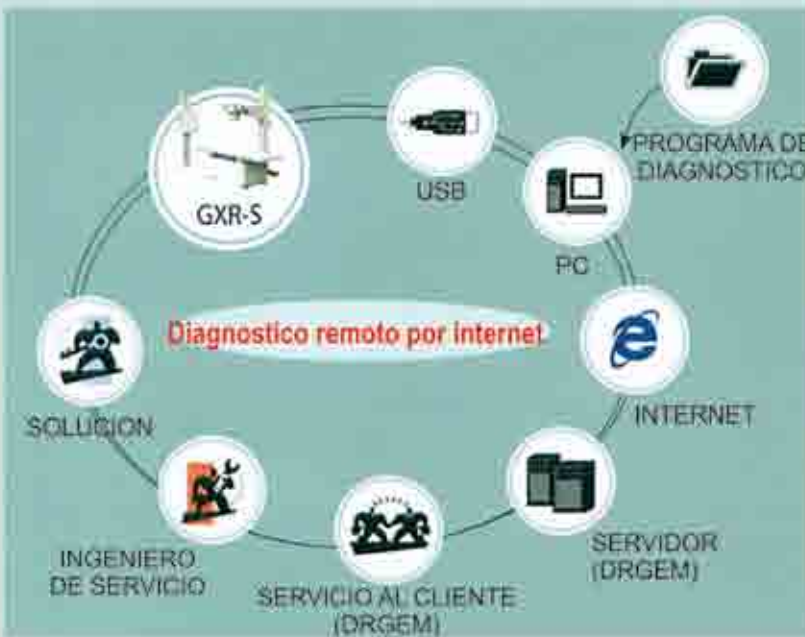 PROGRAMA DE
DIAGNOSTICO
USB
GXR-S
PC
Diagnostico remoto por internet
INTERNET
SOLUCION
SERVIDOR
(DRGEM)
INGENIERO
DE SERVICIO
SERVICIO AL CLIENTE
(DRGEM)